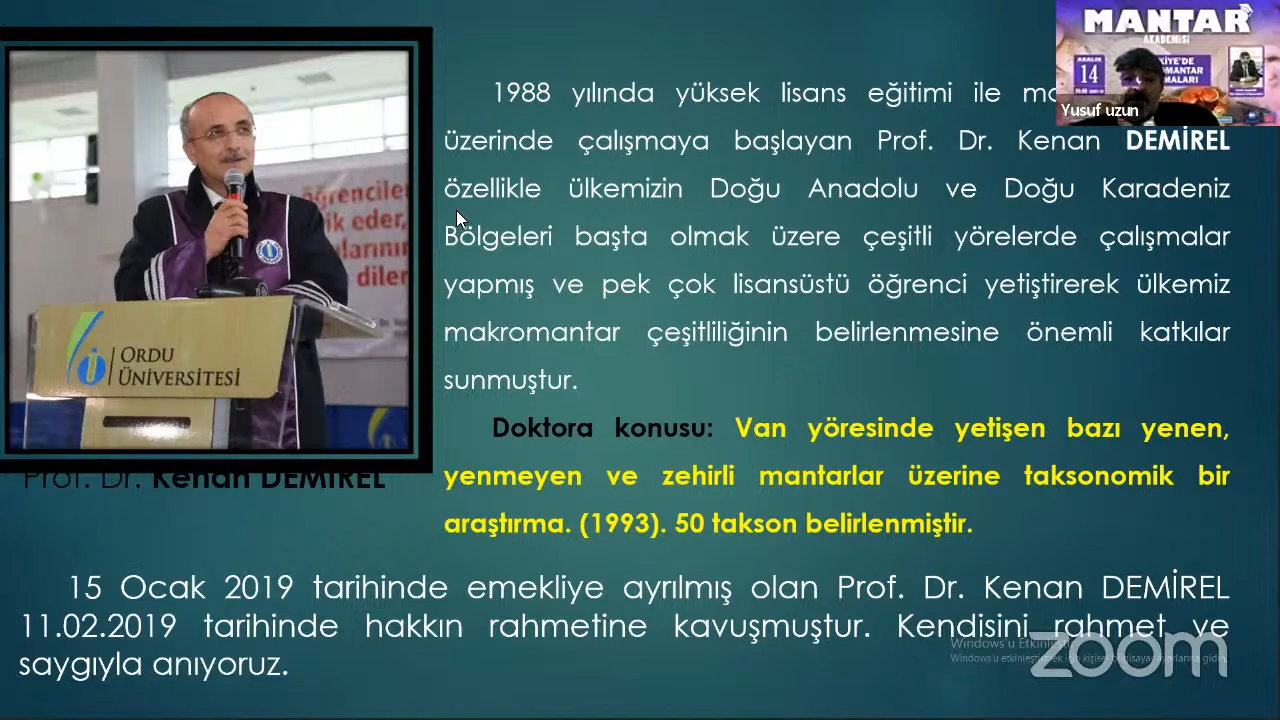 MANTAR
AKADEMİSİ
ARALIK
14
Yusuf uzun
1988 yılında yüksek lisans eğitimi ile
üzerinde çalışmaya başlayan Prof. Dr. Kenan DEMİREL
özellikle ülkemizin Doğu Anadolu ve Doğu Karadeniz
Bölgeleri başta olmak üzere çeşitli yörelerde çalışmalar
yapmış ve pek çok lisansüstü öğrenci yetiştirerek ülkemiz
makromantar çeşitliliğinin belirlenmesine önemli katkılar
sunmuştur.
Doktora konusu: Van yöresinde yetişen bazı yenen,
yenmeyen ve zehirli mantarlar üzerine taksonomik bir
araştırma. (1993). 50 takson belirlenmiştir.
ORDU
ÜNİVERSİTESİ
Prof. Dr. Kenan DEMİREL
15 Ocak 2019 tarihinde emekliye ayrılmış olan Prof. Dr. Kenan DEMİREL
11.02.2019 tarihinde hakkın rahmetine kavuşmuştur. Kendisini rahmet ve
saygıyla anıyoruz.
Windows'u Etkinleştir
zoom